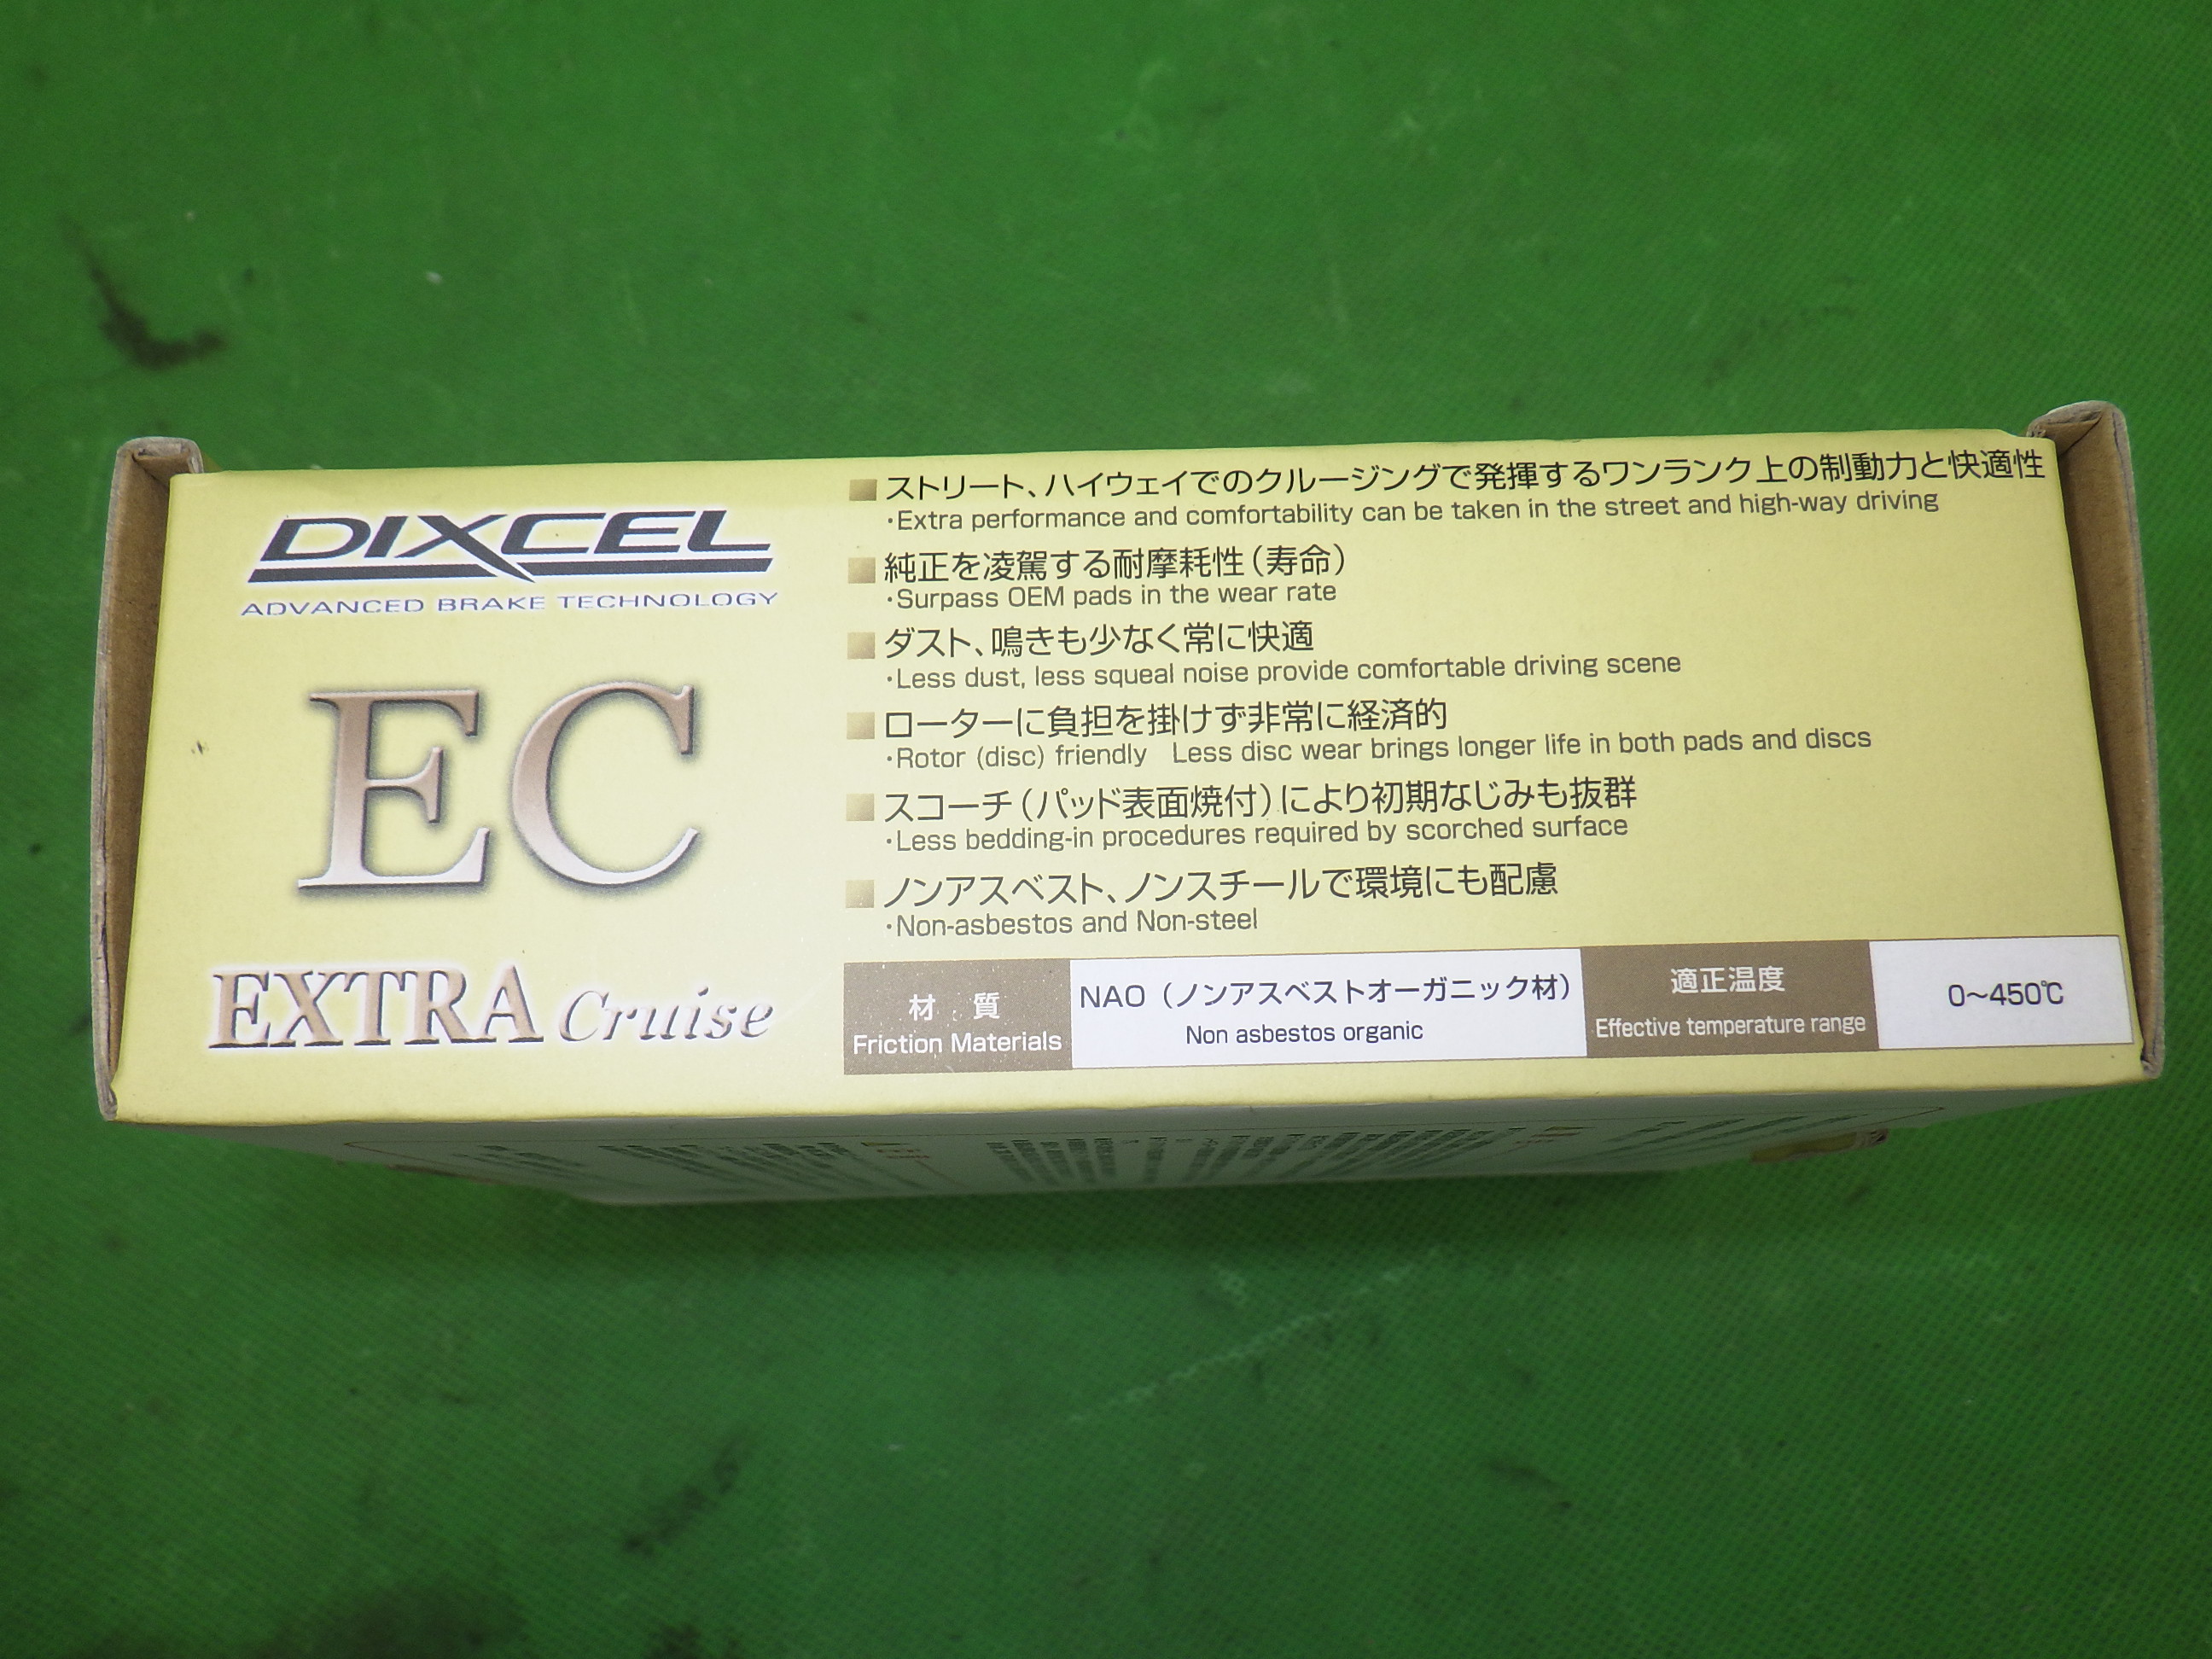 DIXCEL
ADVANCED BRAKE TECHNOLOGY
EC
EXTRA Cruise
ストリート、ハイウェイでのクルージングで発揮するワンランク上の制動力と快適性
・Extra performance and comfortability can be taken in the street and high-way driving
純正を凌駕する耐摩耗性(寿命)
・Surpass OEM pads in the wear rate
ダスト、鳴きも少なく常に快適
・Less dust, less squeal noise provide comfortable driving scene
ローターに負担を掛けず非常に経済的
・Rotor (disc) friendly Less disc wear brings longer life in both pads and discs
スコーチ(パッド表面焼付)により初期なじみも抜群
・Less bedding-in procedures required by scorched surface
ノンアスベスト、ノンスチールで環境にも配慮
・Non-asbestos and Non-steel
材 質
Friction Materials
NAO(ノンアスベストオーガニック材)
Non asbestos organic
適正温度
Effective temperature range
0〜450℃